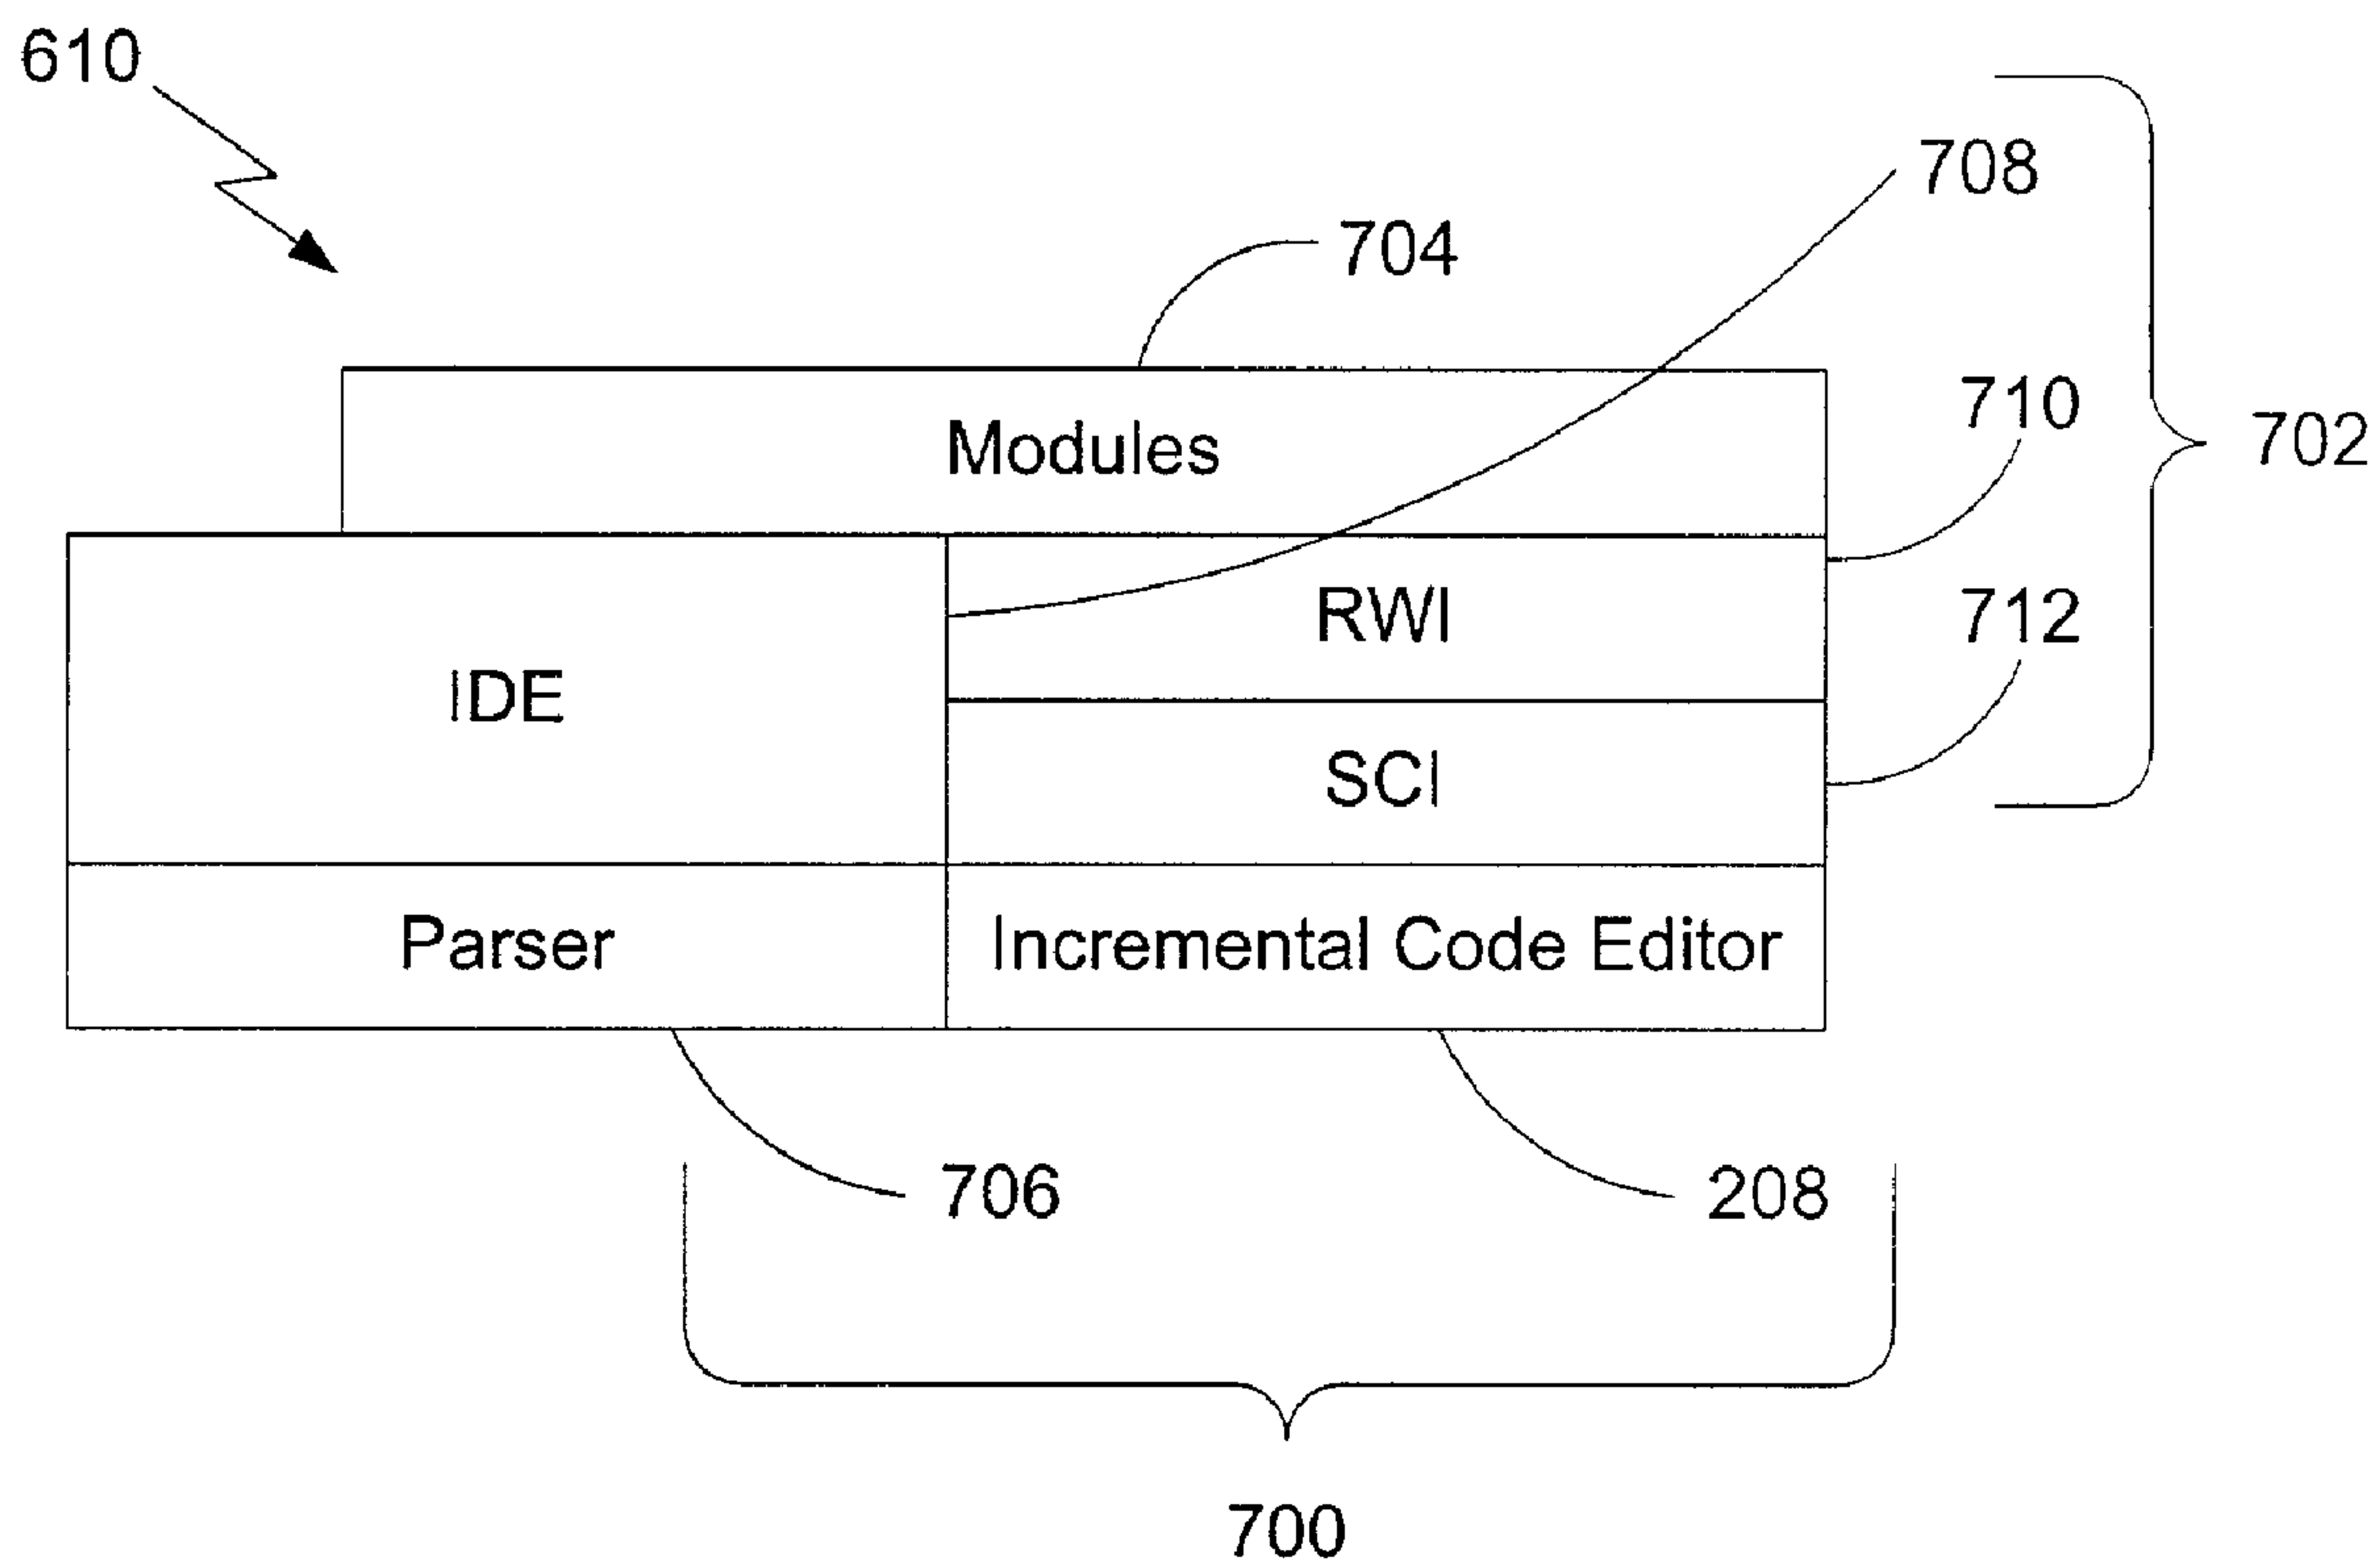 610
708
704
710
Modules
702
RWI
712
IDE
SCI
Parser
Incremental Code Editor
706
208
700